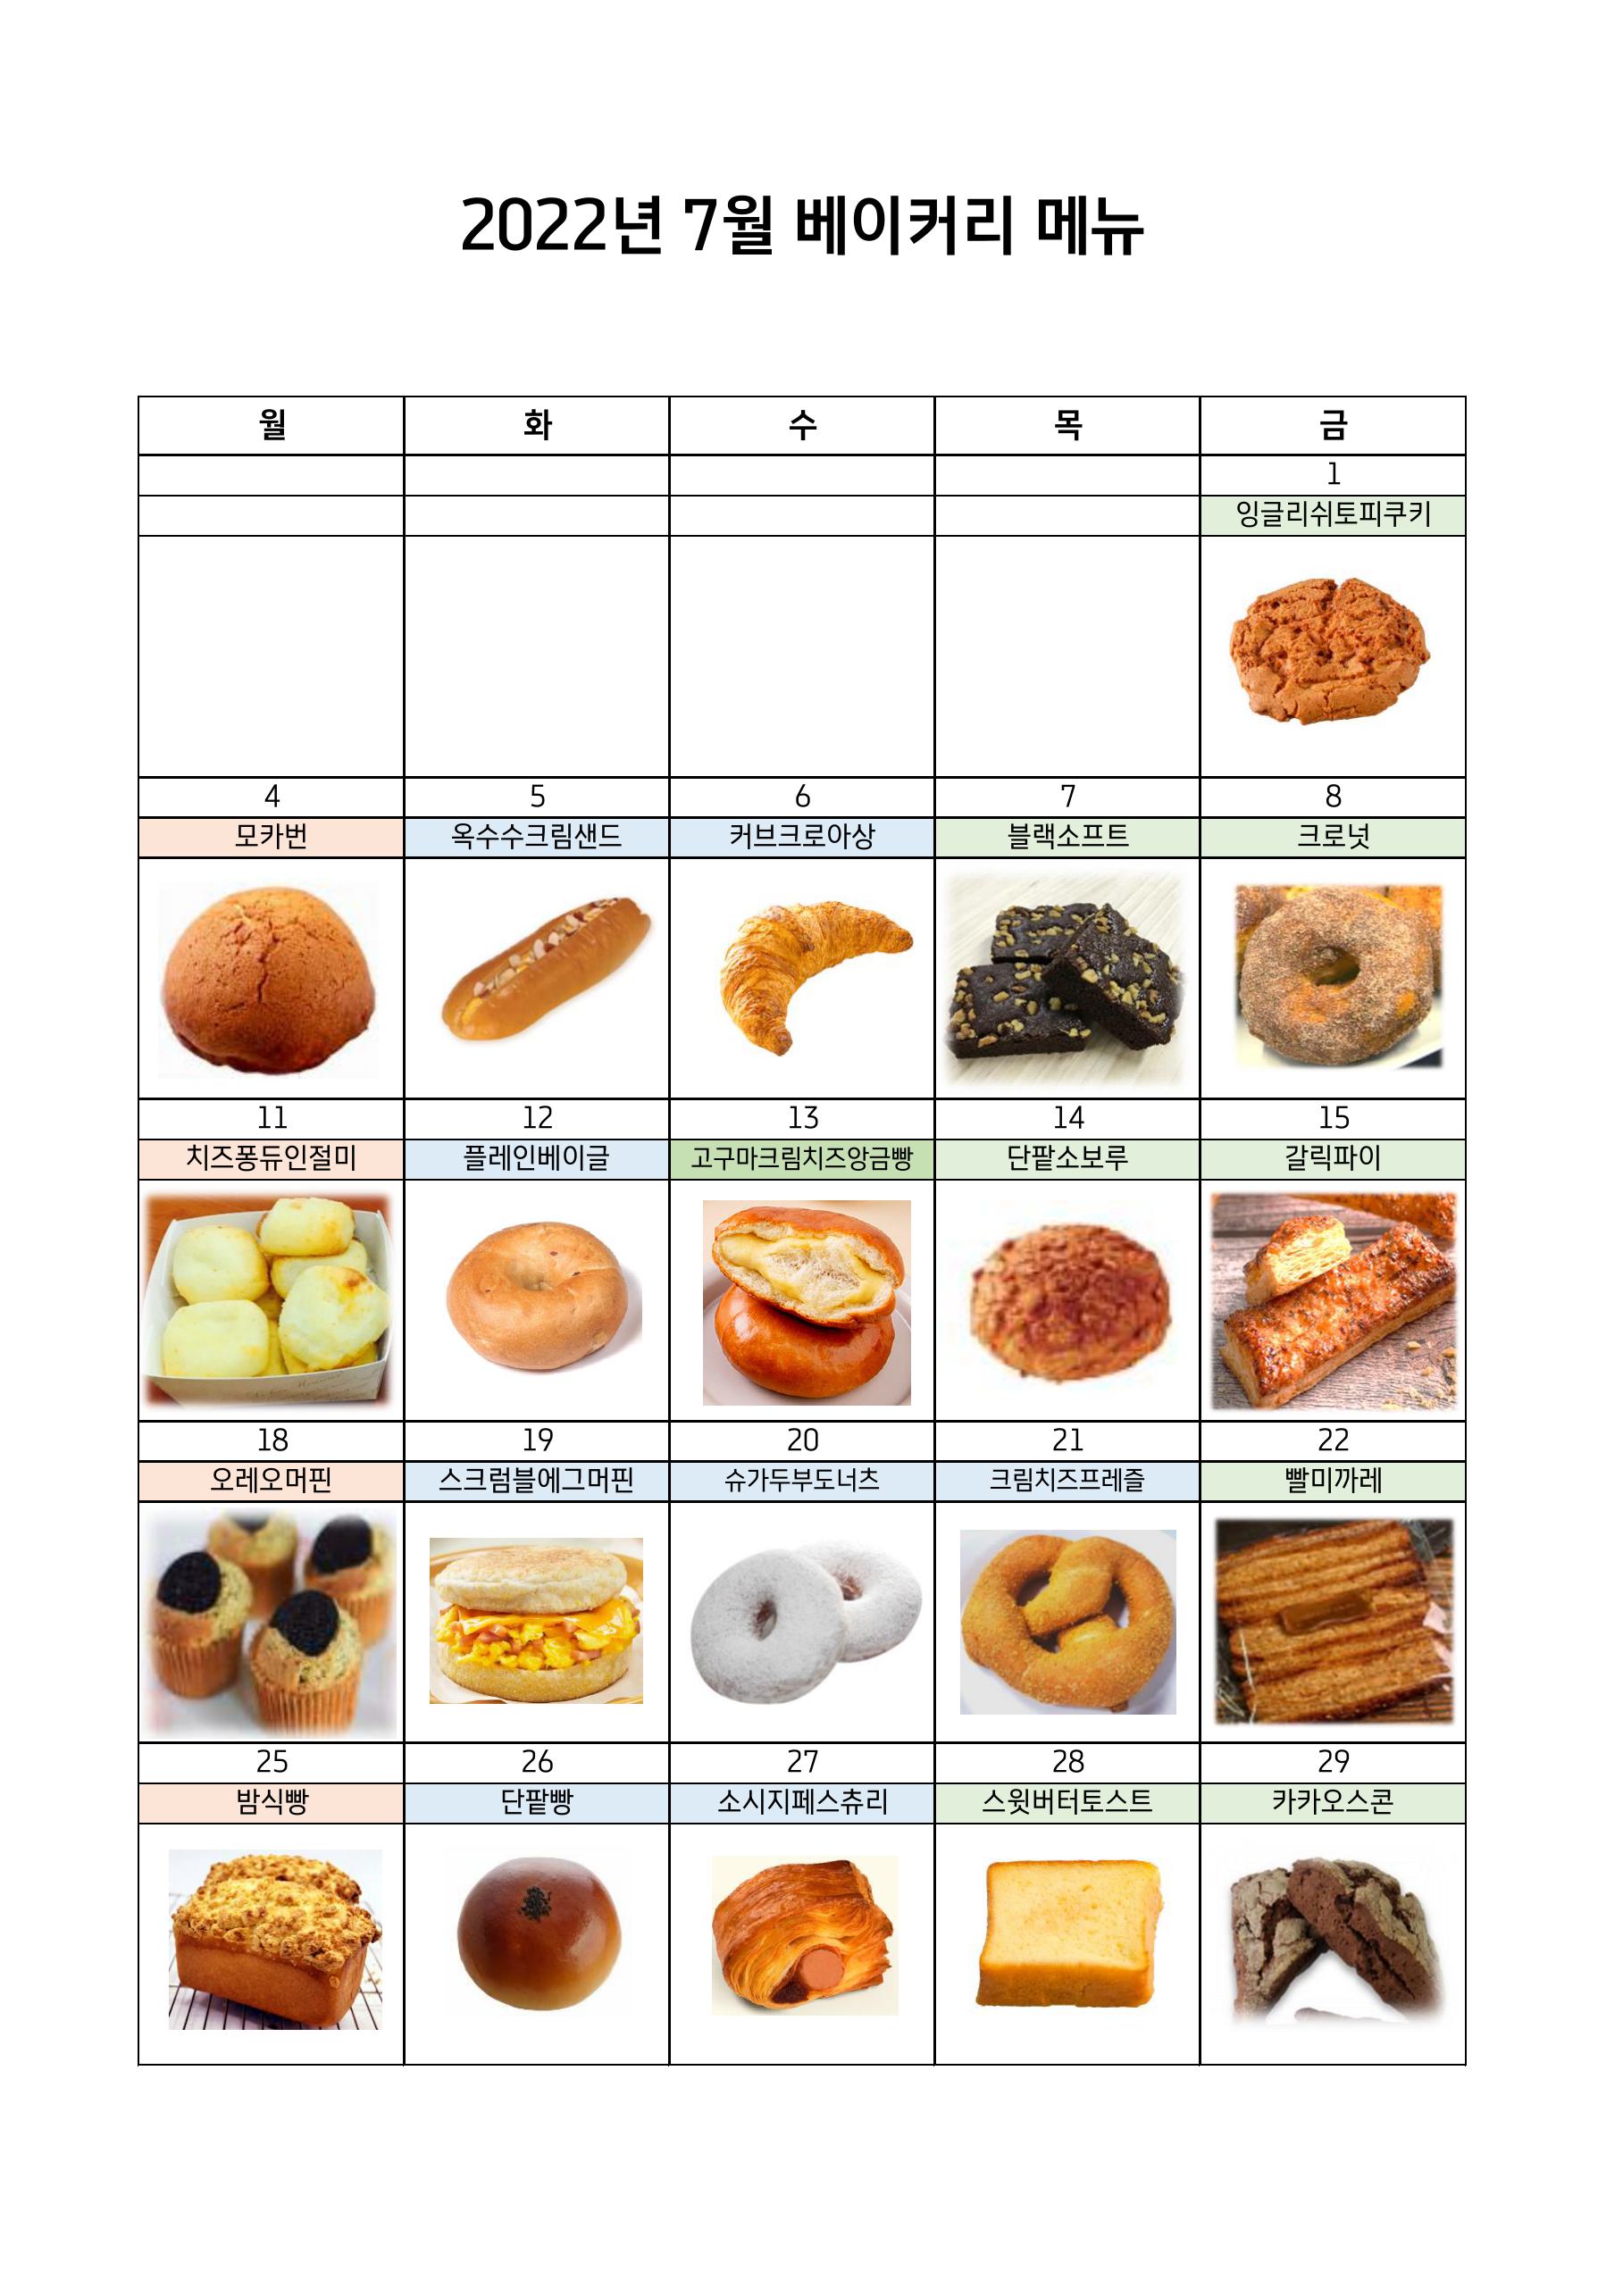 2022년 7월 베이커리 메뉴
월 화 수 목 금
1
잉글리쉬토피쿠키
4 5 6 7 8
모카번 옥수수크림샌드 커브크로아상 블랙소프트 크로넛
11 12 13 14 15
치즈퐁듀인절미 플레인베이글 고구마크림치즈앙금빵 단팥소보루 갈릭파이
18 19 20 21 22
오레오머핀 스크럼블에그머핀 슈가두부도너츠 크림치즈프레즐 빨미까레
25 26 27 28 29
밤식빵 단팥빵 소시지페스츄리 스윗버터토스트 카카오스콘